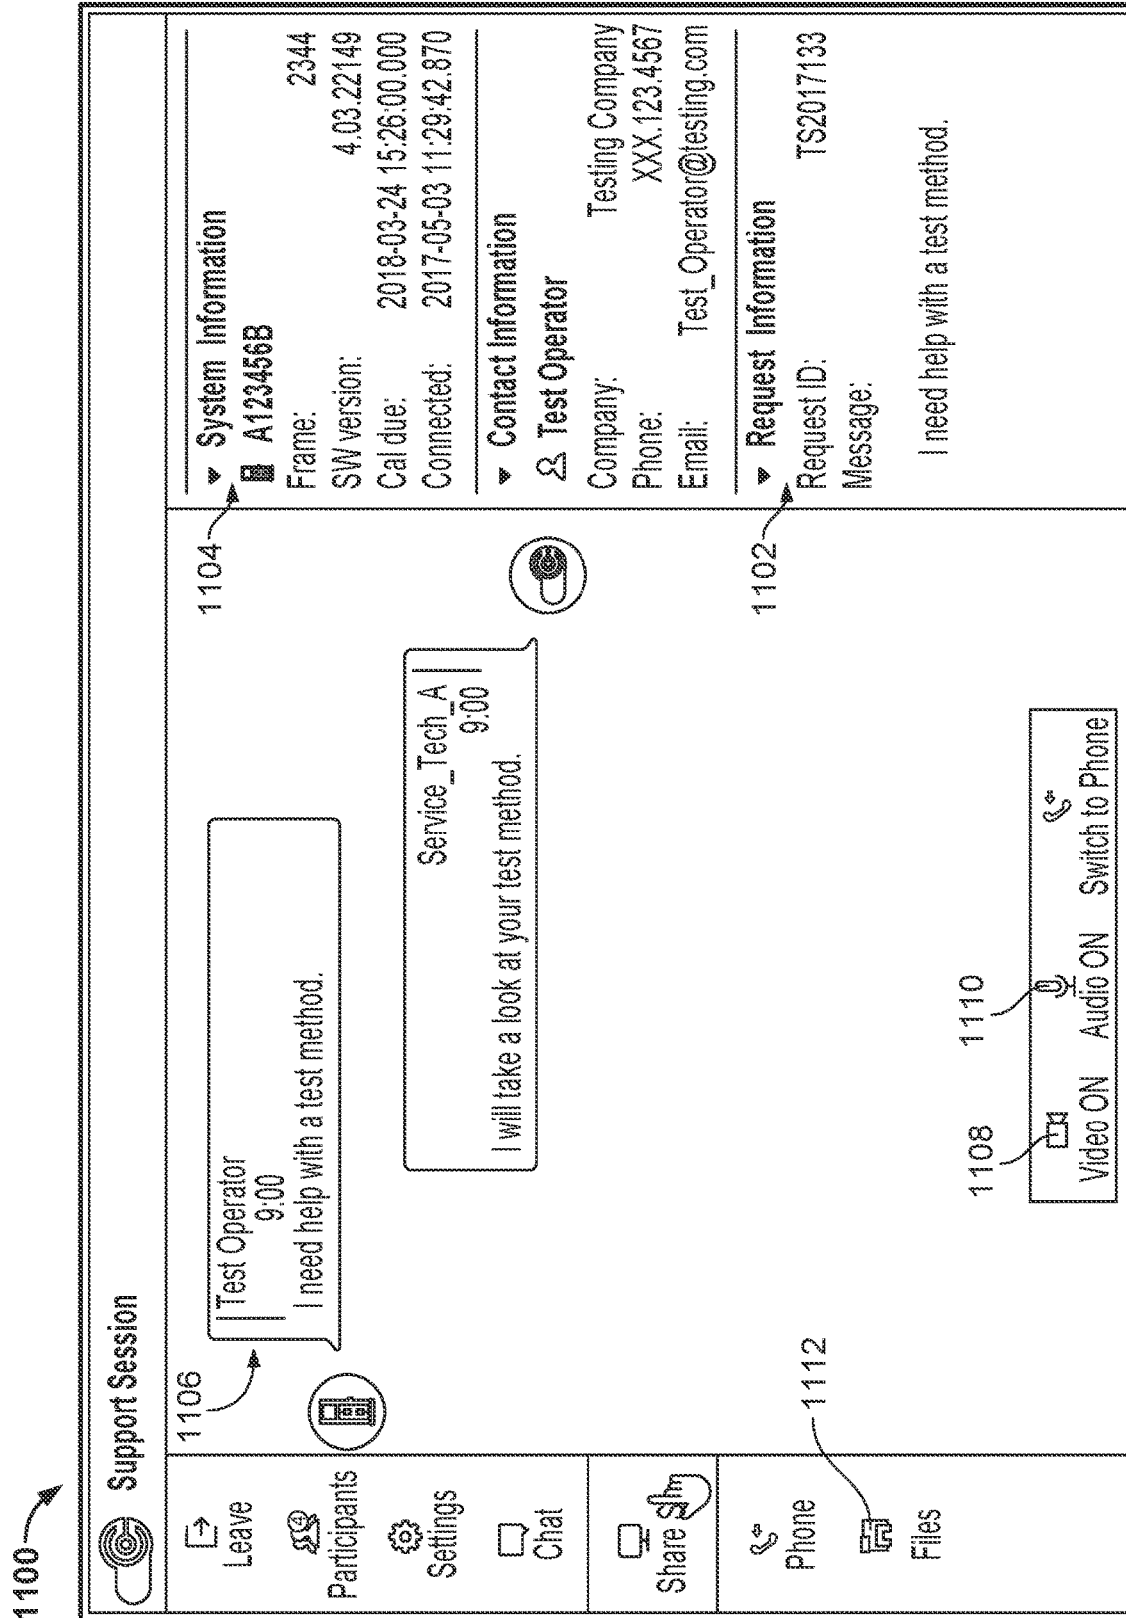 1100
Support Session
Leave
Participants
Settings
Chat
Share S
Phone
Files
1112
1106
Test Operator
9:00
I need help with a test method.
-Service_Tech_A
9:00
I will take a look at your test method.
1108
1110
Video ON
Audio ON
Switch to Phone
1104
System Information
A123456B
Frame: 2344
SW version: 4.03.22149
Cal due: 2018-03-24 15:26:00.000
Connected: 2017-05-03 11:29:42.870
Contact Information
Test Operator
Company: Testing Company
Phone: XXX.123.4567
Email: Test_Operator@testing.com
1102
Request Information
Request ID: TS2017133
Message:
I need help with a test method.